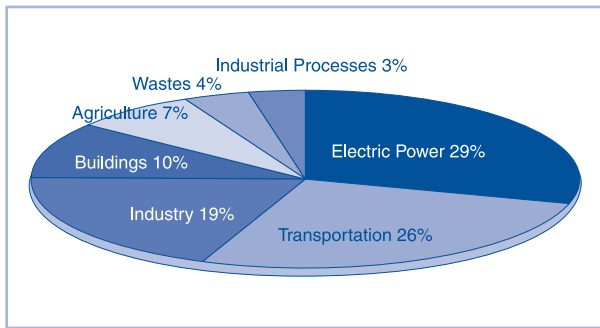 Industrial Processes 3%
Wastes 4%
Agriculture 7%
Electric Power 29%
Buildings 10%
Industry 19%
Transportation 26%